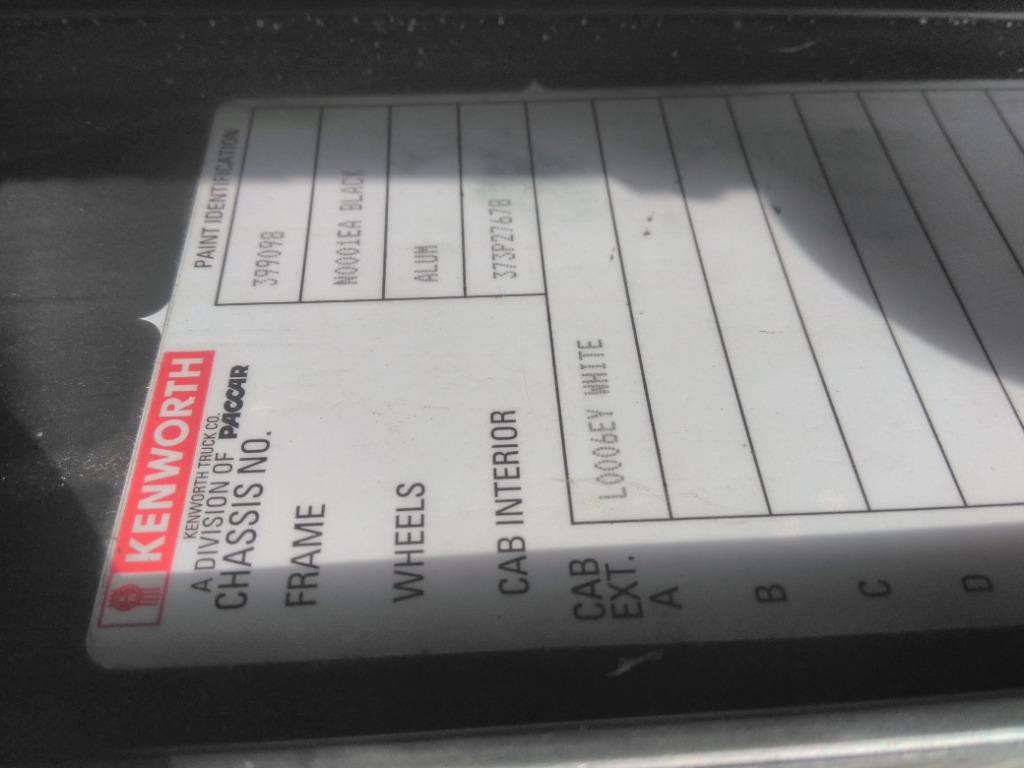 KENWORTH
KENWORTH TRUCK CO.
A DIVISION OF PACCAR
PAINT IDENTIFICATION
CHASSIS NO. 399098
FRAME N0001EA BLACK
WHEELS ALUM
CAB INTERIOR 373P2767B
CAB
EXT. L0006EY WHITE
A
B
C
D